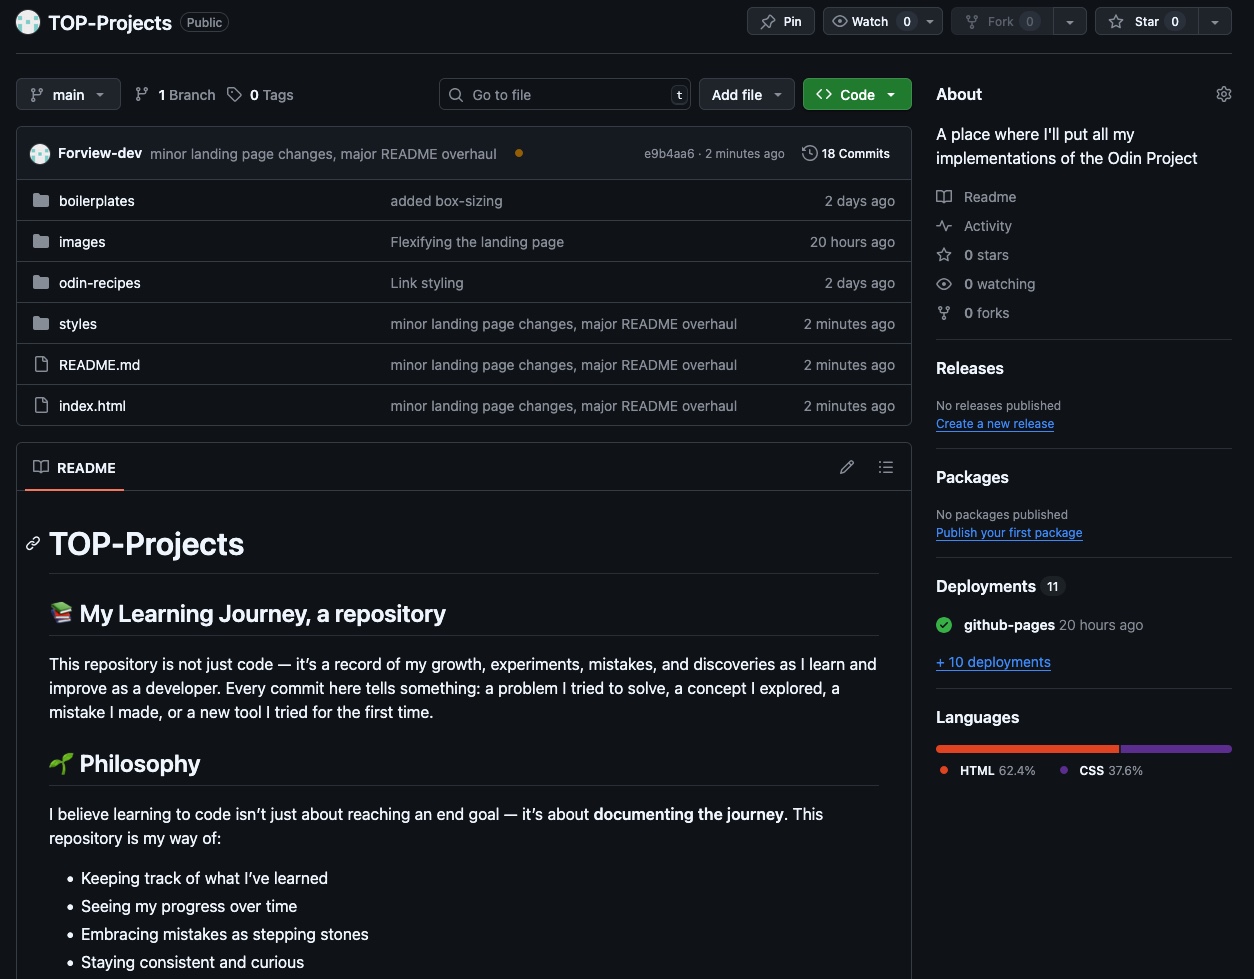 TOP-Projects Public Pin Watch 0 Fork 0 Star 0
main 1 Branch 0 Tags Go to file t Add file Code
Forview-dev minor landing page changes, major README overhaul e9b4aa6 · 2 minutes ago 18 Commits
boilerplates added box-sizing 2 days ago
images Flexifying the landing page 20 hours ago
odin-recipes Link styling 2 days ago
styles minor landing page changes, major README overhaul 2 minutes ago
README.md minor landing page changes, major README overhaul 2 minutes ago
index.html minor landing page changes, major README overhaul 2 minutes ago
README
TOP-Projects
📚 My Learning Journey, a repository
This repository is not just code — it’s a record of my growth, experiments, mistakes, and discoveries as I learn and
improve as a developer. Every commit here tells something: a problem I tried to solve, a concept I explored, a
mistake I made, or a new tool I tried for the first time.
🌱 Philosophy
I believe learning to code isn’t just about reaching an end goal — it’s about documenting the journey. This
repository is my way of:
• Keeping track of what I’ve learned
• Seeing my progress over time
• Embracing mistakes as stepping stones
• Staying consistent and curious
About
A place where I'll put all my
implementations of the Odin Project
Readme
Activity
0 stars
0 watching
0 forks
Releases
No releases published
Create a new release
Packages
No packages published
Publish your first package
Deployments 11
github-pages 20 hours ago
+ 10 deployments
Languages
HTML 62.4% CSS 37.6%